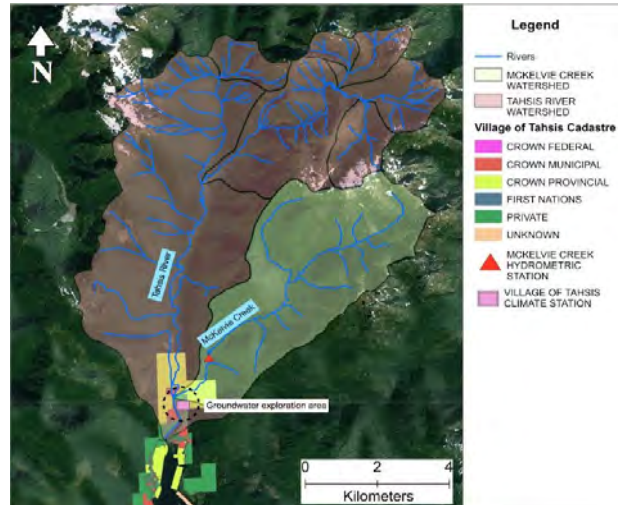 N
Tahsis River
McKelvie Creek
Groundwater exploration area
0 2 4
Kilometers
Legend
Rivers
MCKELVIE CREEK
WATERSHED
TAHSIS RIVER
WATERSHED
Village of Tahsis Cadastre
CROWN FEDERAL
CROWN MUNICIPAL
CROWN PROVINCIAL
FIRST NATIONS
PRIVATE
UNKNOWN
MCKELVIE CREEK
HYDROMETRIC
STATION
VILLAGE OF TAHSIS
CLIMATE STATION